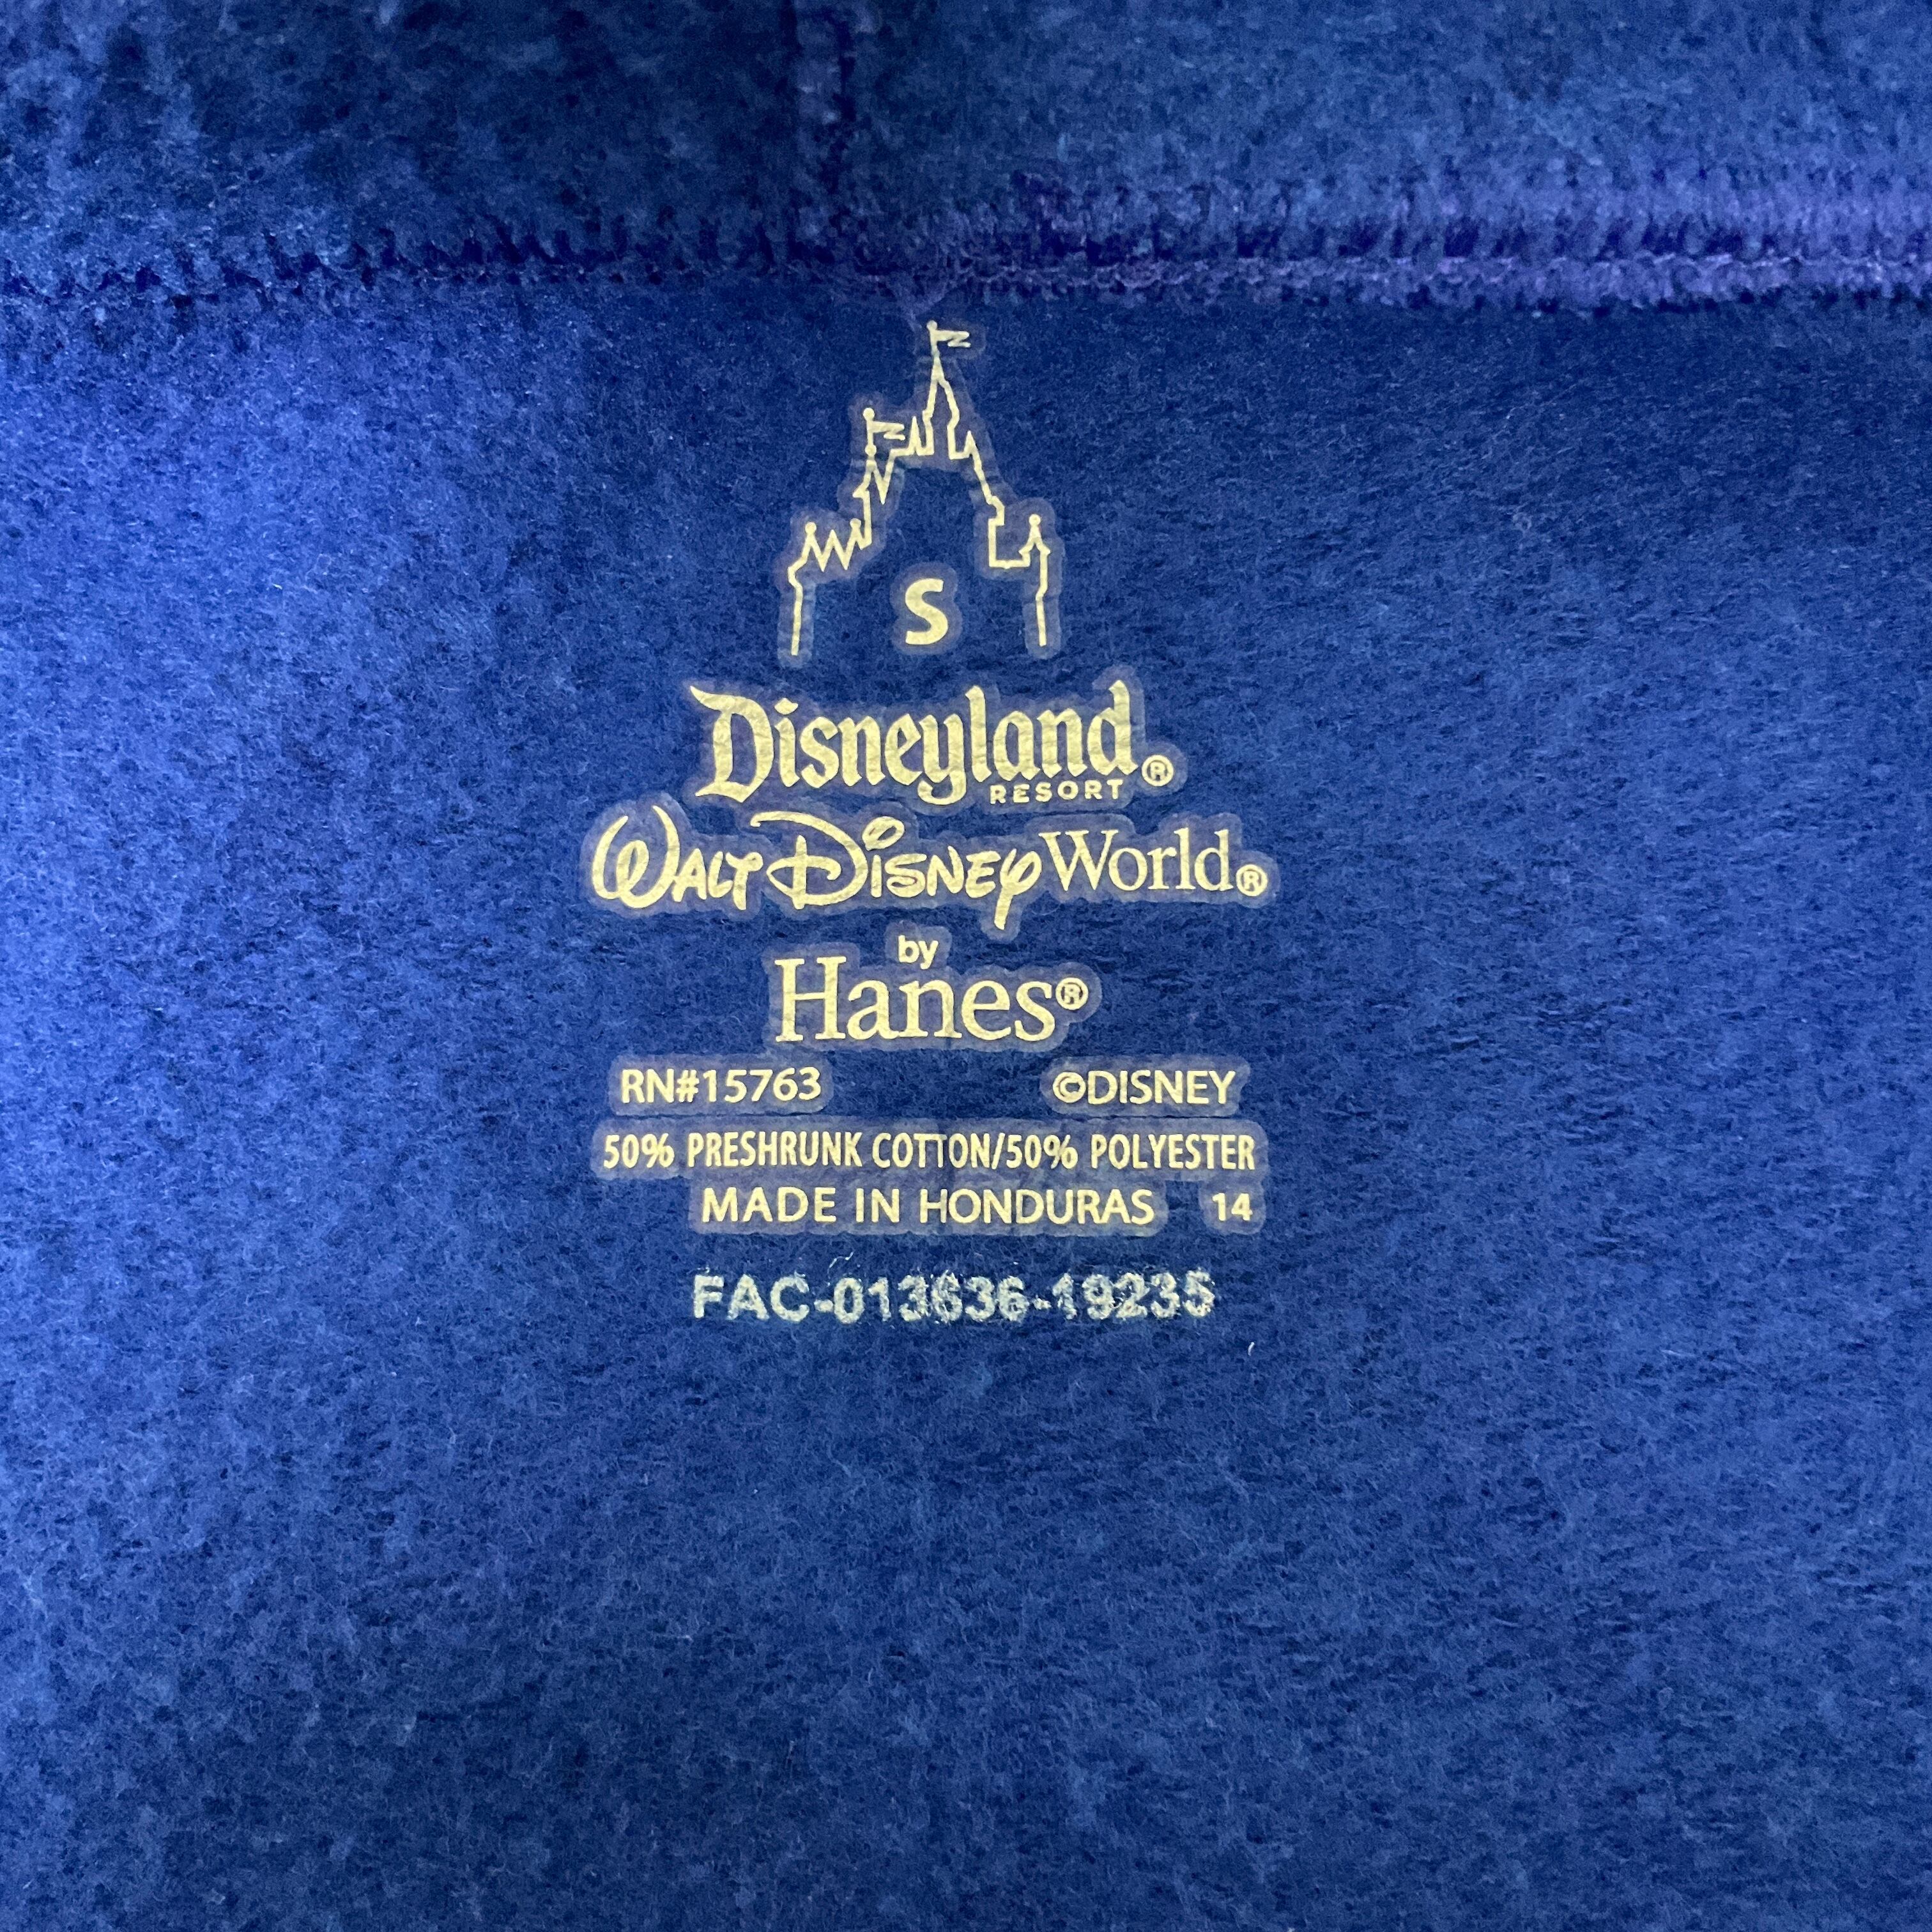 S
Disneyland®
RESORT
WALT DISNEY World®
by
Hanes®
RN#15763 ©DISNEY
50% PRESHRUNK COTTON/50% POLYESTER
MADE IN HONDURAS 14
FAC-013636-19235